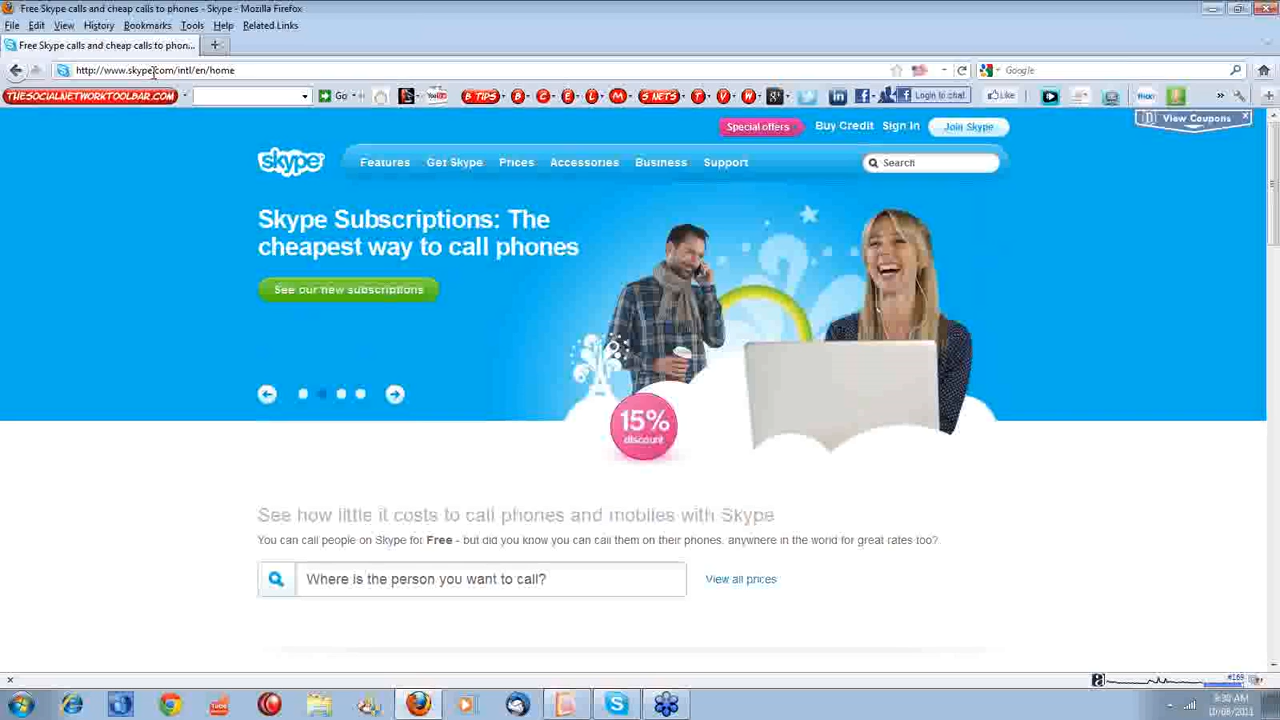 Free Skype calls and cheap calls to phones - Skype - Mozilla Firefox
File Edit View History Bookmarks Tools Help Related Links
Free Skype calls and cheap calls to phon...
http://www.skype.com/intl/en/home
Google
THESOCIALNETWORKTOOLBAR.COM
Go
YouTube
B TIPS
B
C
E
L
M
S NETS
T
V
W
Login to chat
Like
flickr
View Coupons
Special offers
Buy Credit
Sign In
Join Skype
skype
Features
Get Skype
Prices
Accessories
Business
Support
Search
Skype Subscriptions: The
cheapest way to call phones
See our new subscriptions
15%
discount
See how little it costs to call phones and mobiles with Skype
You can call people on Skype for Free - but did you know you can call them on their phones, anywhere in the world for great rates too?
Where is the person you want to call?
View all prices
#169
9:30 AM